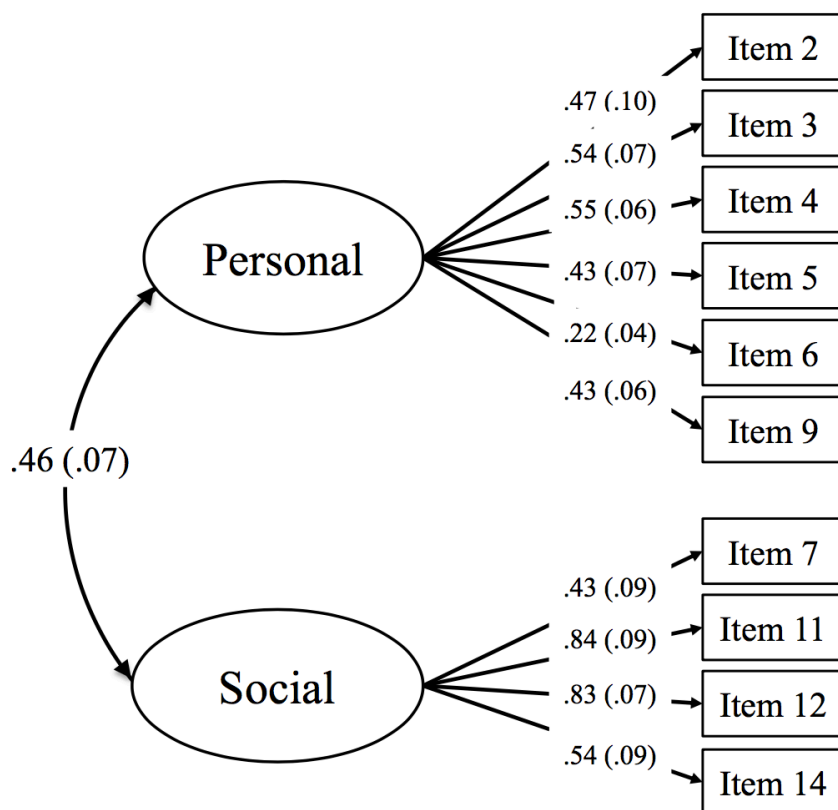 Item 2
.47 (.10)
Item 3
.54 (.07)
Item 4
.55 (.06)
Personal
.43 (.07)
Item 5
.22 (.04)
Item 6
.43 (.06)
Item 9
.46 (.07)
Item 7
.43 (.09)
Item 11
.84 (.09)
Social
.83 (.07)
Item 12
.54 (.09)
Item 14